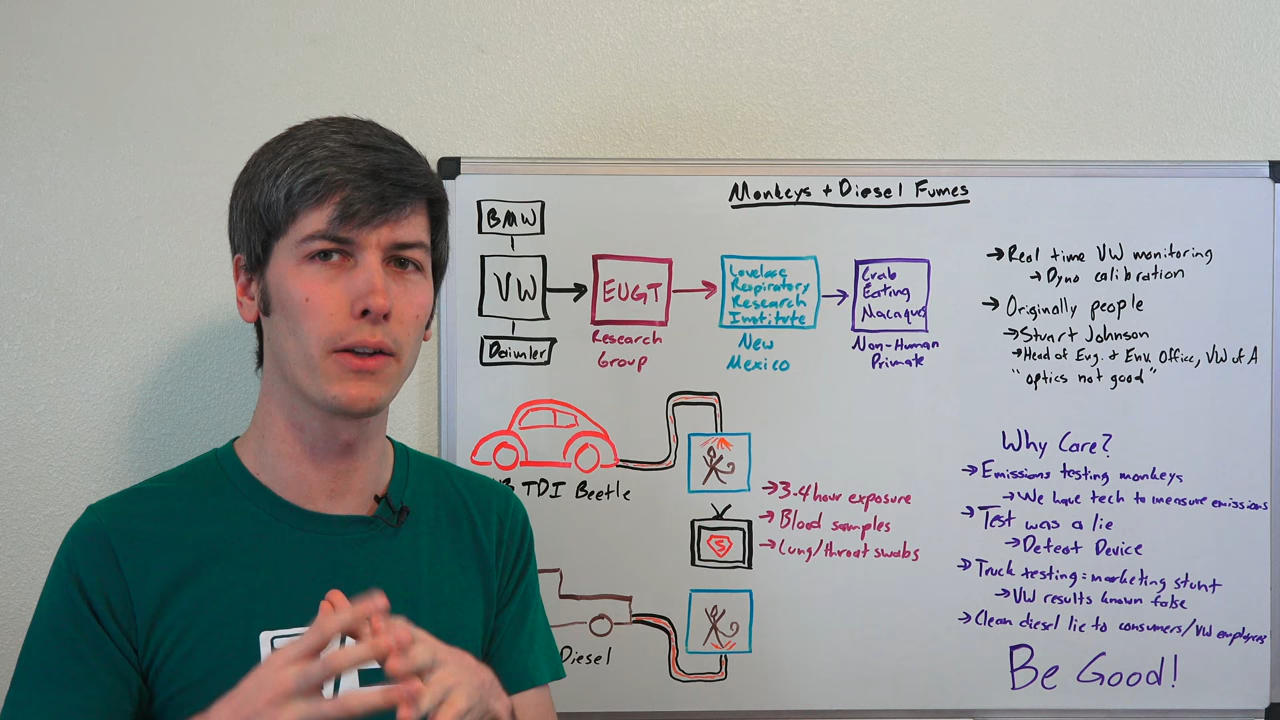 Monkeys + Diesel Fumes
BMW
VW
Daimler
EUGT
Research
Group
Lovelace
Respiratory
Research
Institute
New
Mexico
Crab
Eating
Macaques
Non-Human
Primate
→ Real time VW monitoring
→ Dyno calibration
→ Originally people
→ Stuart Johnson
→ Head of Eng. & Env. Office, VW of A
"optics not good"
TDI Beetle
→ 3-4 hour exposure
→ Blood samples
→ Lung/throat swabs
S
Diesel
Why Care?
→ Emissions testing monkeys
→ We have tech to measure emissions
→ Test was a lie
→ Defeat Device
→ Truck testing = marketing stunt
→ VW results known false
→ Clean diesel lie to consumers/VW employees
Be Good!